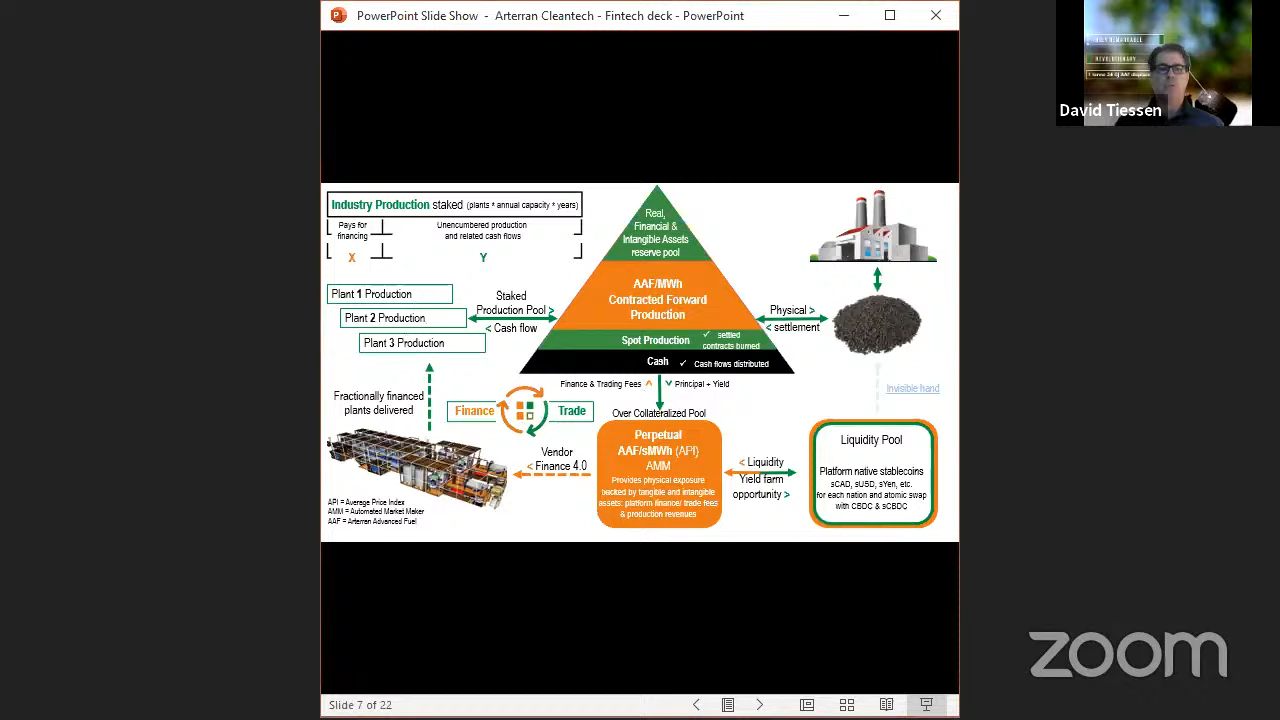 PowerPoint Slide Show - Arterran Cleantech - Fintech deck - PowerPoint
REVOLUTIONARY
David Tiessen
Industry Production staked (plants * annual capacity * years)
Pays for
financing
Unencumbered production
and related cash flows
X
Y
Plant 1 Production
Plant 2 Production
Plant 3 Production
Staked
Production Pool >
< Cash flow
Real,
Financial &
Intangible Assets
reserve pool
AAF/MWh
Contracted Forward
Production
Spot Production
✓ settled
contracts burned
Cash
✓ Cash flows distributed
Physical >
< settlement
Invisible hand
Finance & Trading Fees
Principal + Yield
Over Collateralized Pool
Fractionally financed
plants delivered
Finance
Trade
Vendor
< Finance 4.0
Perpetual
AAF/sMWh (API)
AMM
Provides physical exposure
backed by tangible and intangible
assets: platform finance/ trade fees
& production revenues
< Liquidity
Yield farm
opportunity >
Liquidity Pool
Platform native stablecoins
sCAD, sUSD, sYen, etc.
for each nation and atomic swap
with CBDC & sCBDC
API = Average Price Index
AMM = Automated Market Maker
AAF = Arterran Advanced Fuel
zoom
Slide 7 of 22